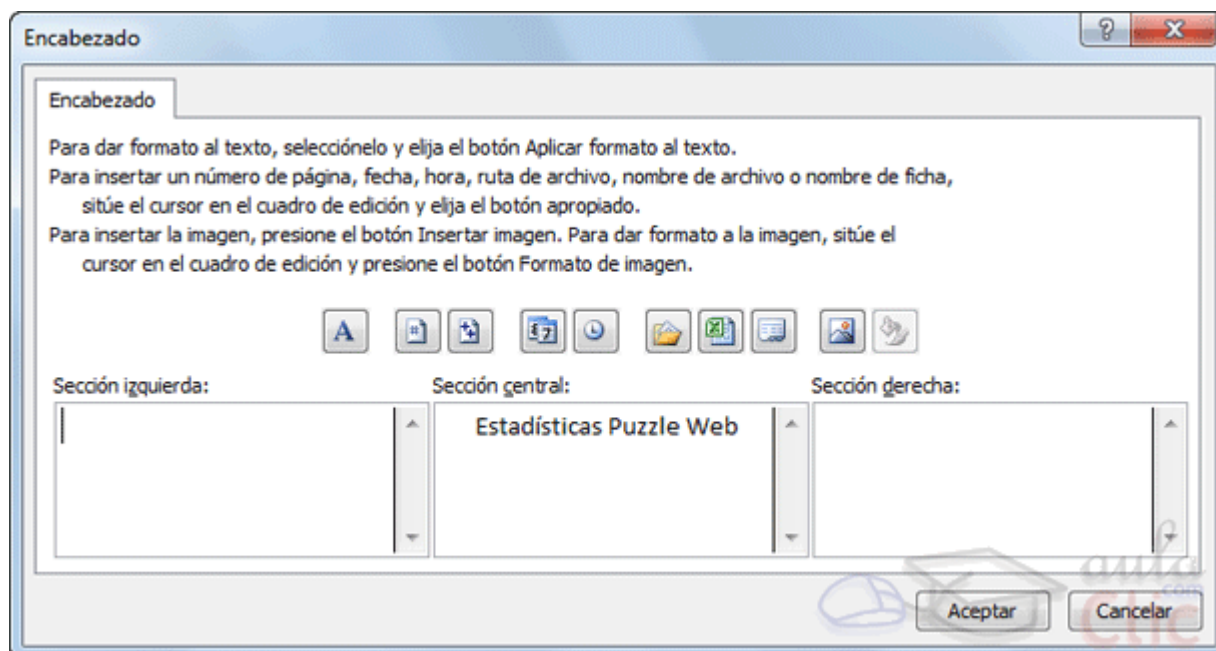 Encabezado
Encabezado
Para dar formato al texto, selecciónelo y elija el botón Aplicar formato al texto.
Para insertar un número de página, fecha, hora, ruta de archivo, nombre de archivo o nombre de ficha,
sitúe el cursor en el cuadro de edición y elija el botón apropiado.
Para insertar la imagen, presione el botón Insertar imagen. Para dar formato a la imagen, sitúe el
cursor en el cuadro de edición y presione el botón Formato de imagen.
A
Sección izquierda: Sección central: Sección derecha:
Estadísticas Puzzle Web
aula
.com
Clic
Aceptar Cancelar